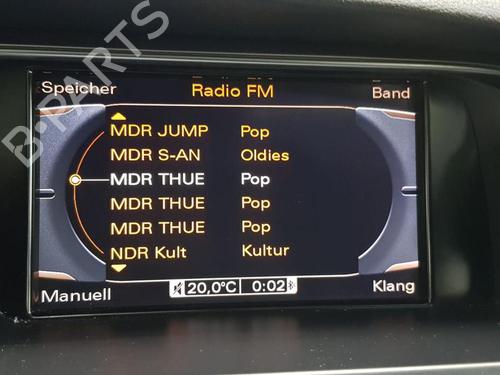 B-PARTS
Speicher
Radio FM
Band
MDR JUMP Pop
MDR S-AN Oldies
MDR THUE Pop
MDR THUE Pop
MDR THUE Pop
NDR Kult Kultur
Manuell
20,0°C 0:02
Klang